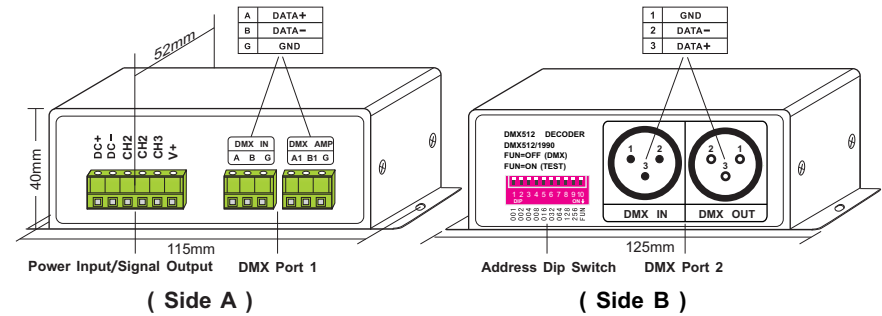 A DATA+
B DATA−
G GND
52mm
40mm
DC+
DC−
CH2
CH2
CH3
V+
DMX IN
A B G
DMX AMP
A1 B1 G
115mm
Power Input/Signal Output
DMX Port 1
( Side A )
1 GND
2 DATA−
3 DATA+
DMX512 DECODER
DMX512/1990
FUN=OFF (DMX)
FUN=ON (TEST)
1 2 3 4 5 6 7 8 9 10
DIP ON↓
001
002
004
008
016
032
064
128
256
FUN
1 2
3
DMX IN
2 1
3
DMX OUT
125mm
Address Dip Switch
DMX Port 2
( Side B )